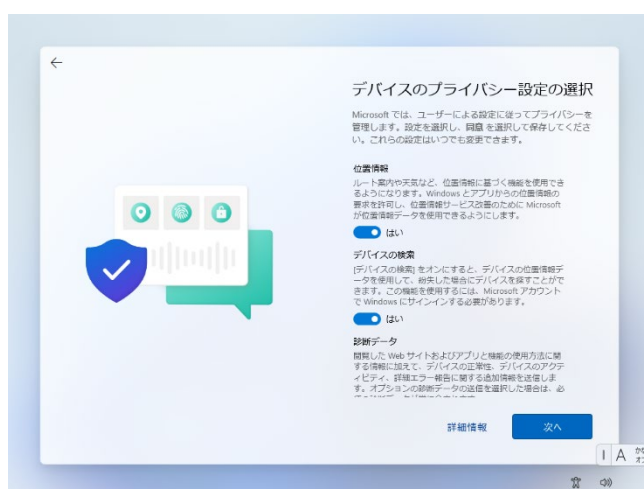 デバイスのプライバシー設定の選択
Microsoft では、ユーザーによる設定に従ってプライバシーを
管理します。設定を選択し、同意 を選択して保存してくださ
い。これらの設定はいつでも変更できます。
位置情報
ルート案内や天気など、位置情報に基づく機能を使用でき
るようになります。Windows とアプリからの位置情報の
要求を許可し、位置情報サービス改善のために Microsoft
が位置情報データを使用できるようにします。
はい
デバイスの検索
[デバイスの検索] をオンにすると、デバイスの位置情報デ
ータを使用して、紛失した場合にデバイスを探すことがで
きます。この機能を使用するには、Microsoft アカウント
で Windows にサインインする必要があります。
はい
診断データ
閲覧した Web サイトおよびアプリと機能の使用方法に関
する情報に加えて、デバイスの正常性、デバイスのアクテ
ィビティ、詳細エラー報告に関する追加情報を送信しま
す。オプションの診断データの送信を選択した場合は、必
詳細情報
次へ
A